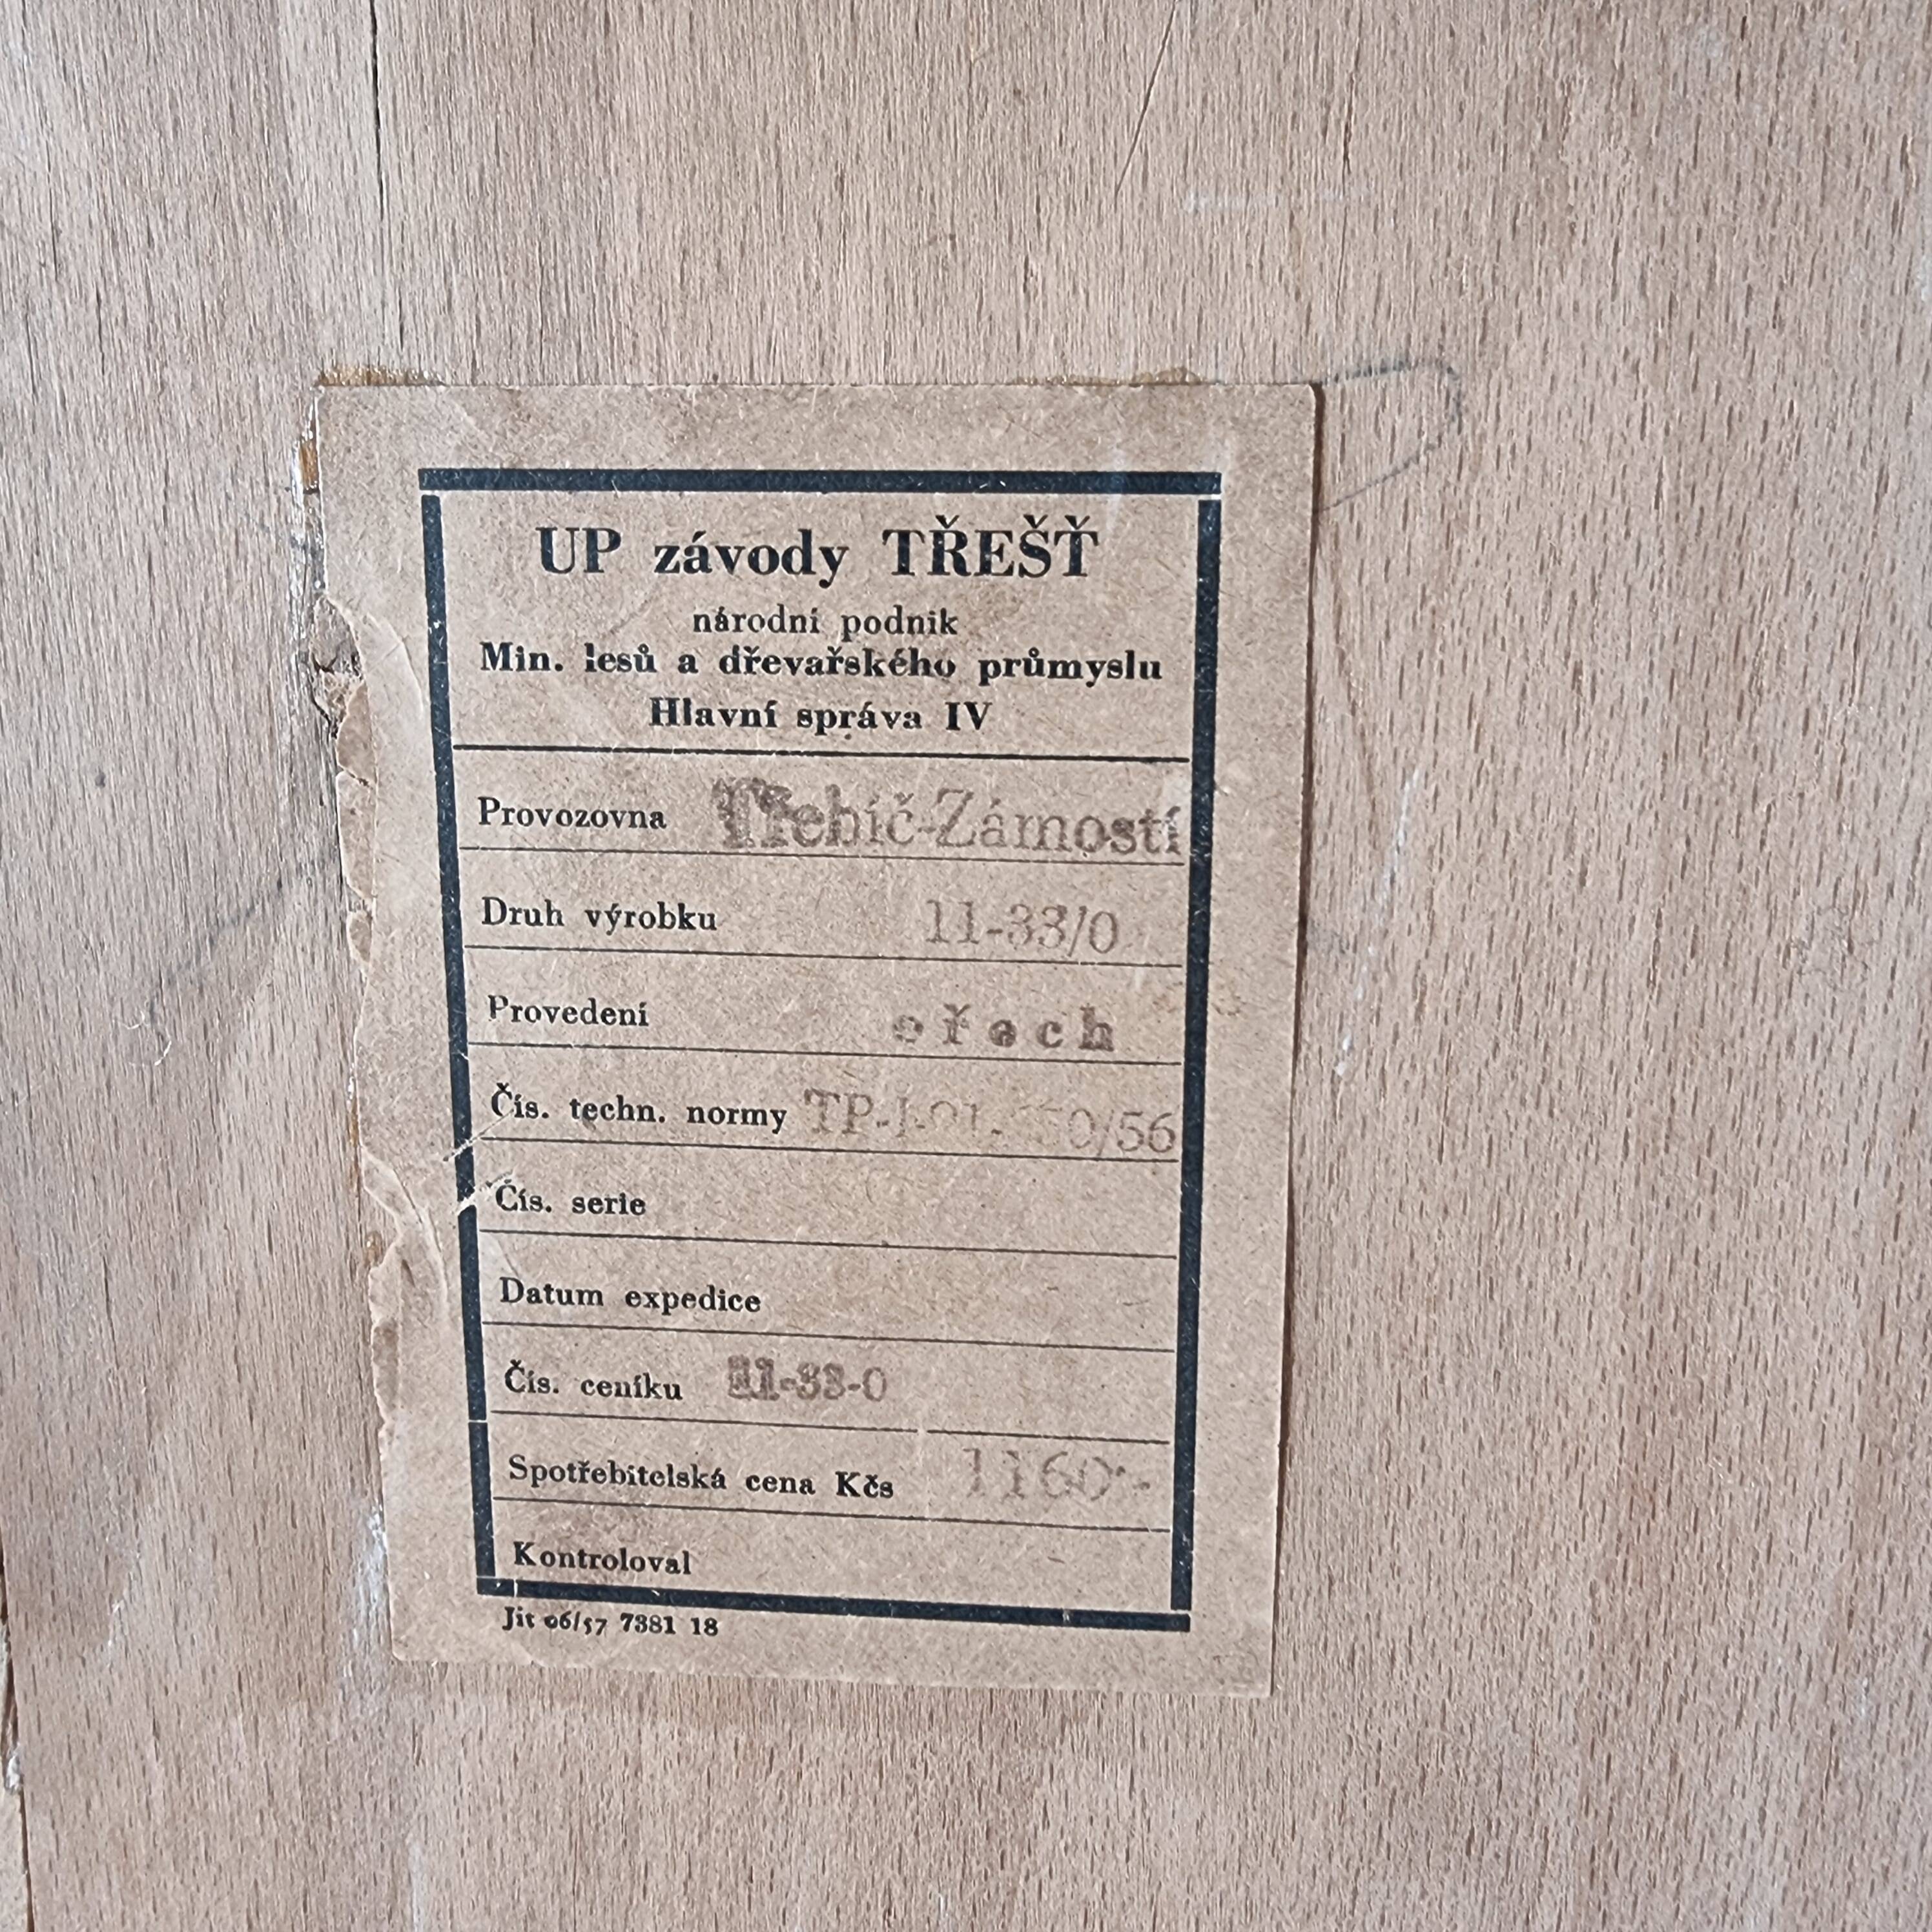 UP závody TŘEŠŤ
národní podnik
Min. lesů a dřevařského průmyslu
Hlavní správa IV
Provozovna Třebíč-Zámostí
Druh výrobku 11-33/0
Provedení ořech
Čís. techn. normy
Čís. serie
Datum expedice
Čís. ceníku 11-33-0
Spotřebitelská cena Kčs 1160·-
Kontroloval
Jit 06/57 7381 18